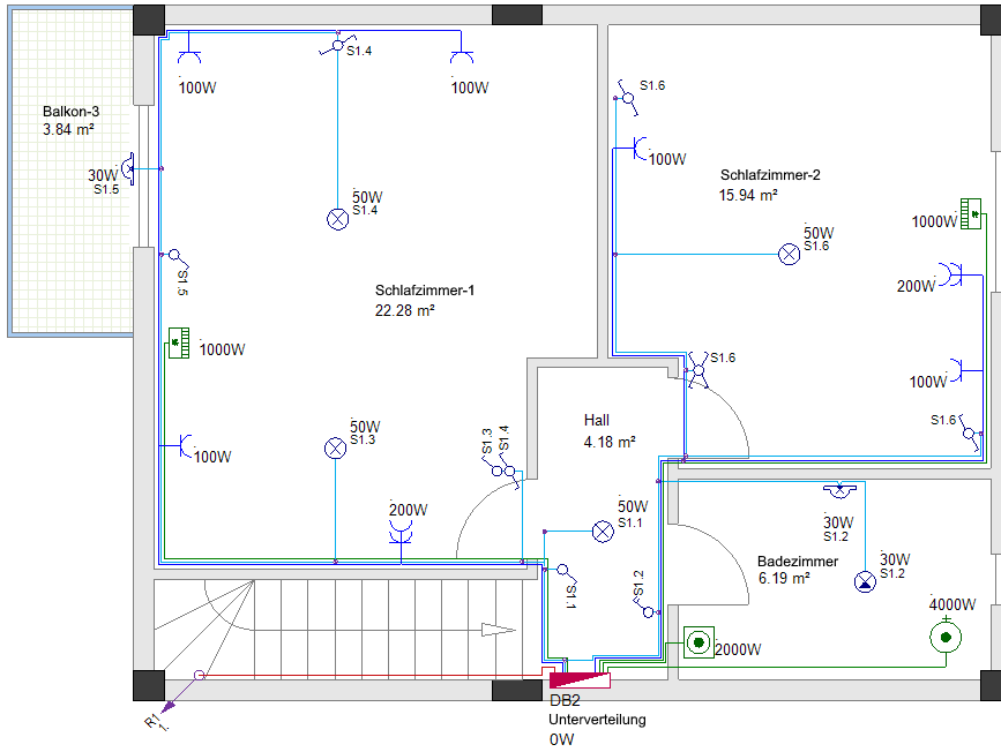 S1.4
100W
100W
S1.6
Balkon-3
3.84 m²
100W
30W
S1.5
Schlafzimmer-2
15.94 m²
50W
S1.4
1000W
50W
S1.6
S1.5
200W
Schlafzimmer-1
22.28 m²
1000W
S1.6
100W
Hall
4.18 m²
50W
S1.3
S1.3
S1.4
S1.6
100W
200W
50W
S1.1
30W
S1.2
Badezimmer
6.19 m²
30W
S1.2
S1.1
S1.2
4000W
2000W
R1
1.
DB2
Unterverteilung
0W